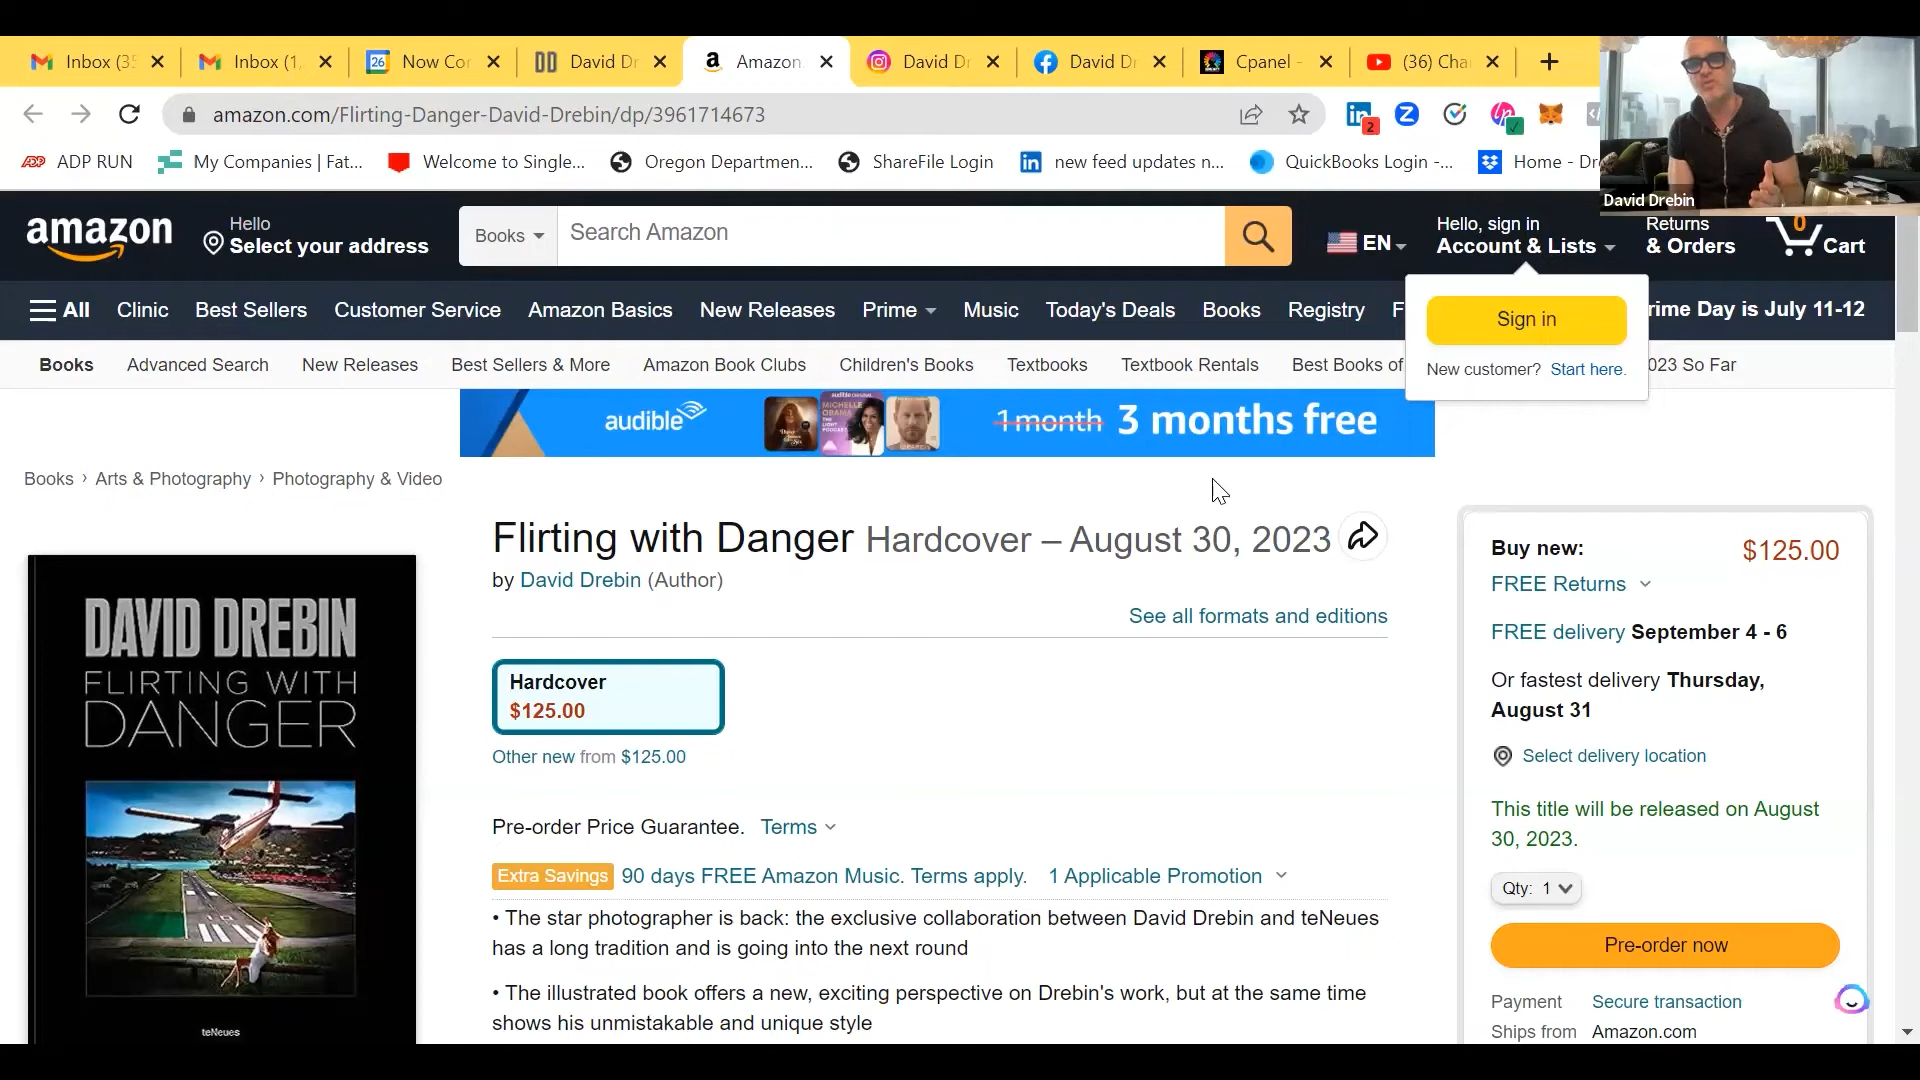 Inbox (35
Inbox (1,
26
Now Cor
David Dr
Amazon.
David Dr
David Dr
Cpanel -
(36) Cha
amazon.com/Flirting-Danger-David-Drebin/dp/3961714673
2
ADP RUN
My Companies | Fat...
Welcome to Single...
Oregon Departmen...
ShareFile Login
new feed updates n...
QuickBooks Login -...
Home - Dr
David Drebin
amazon
Hello
Select your address
Books
Search Amazon
EN
Hello, sign in
Account & Lists
Returns
& Orders
0
Cart
All
Clinic
Best Sellers
Customer Service
Amazon Basics
New Releases
Prime
Music
Today's Deals
Books
Registry
F
rime Day is July 11-12
Sign in
New customer? Start here.
Books
Advanced Search
New Releases
Best Sellers & More
Amazon Book Clubs
Children's Books
Textbooks
Textbook Rentals
Best Books of
023 So Far
audible
MICHELLE
OBAMA
THE
LIGHT
PODCAST
1 month 3 months free
Books › Arts & Photography › Photography & Video
Flirting with Danger Hardcover – August 30, 2023
by David Drebin (Author)
See all formats and editions
Hardcover
$125.00
Other new from $125.00
Pre-order Price Guarantee. Terms
Extra Savings 90 days FREE Amazon Music. Terms apply. 1 Applicable Promotion
• The star photographer is back: the exclusive collaboration between David Drebin and teNeues
has a long tradition and is going into the next round
• The illustrated book offers a new, exciting perspective on Drebin's work, but at the same time
shows his unmistakable and unique style
DAVID DREBIN
FLIRTING WITH
DANGER
teNeues
Buy new:
$125.00
FREE Returns
FREE delivery September 4 - 6
Or fastest delivery Thursday,
August 31
Select delivery location
This title will be released on August
30, 2023.
Qty: 1
Pre-order now
Payment Secure transaction
Ships from Amazon.com